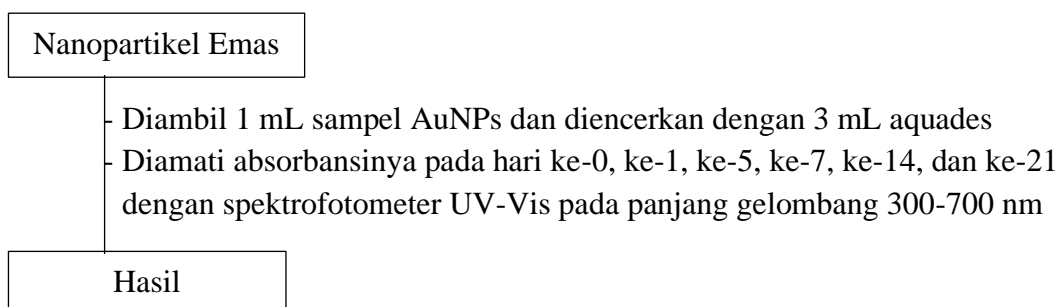 Nanopartikel Emas
- Diambil 1 mL sampel AuNPs dan diencerkan dengan 3 mL aquades
- Diamati absorbansinya pada hari ke-0, ke-1, ke-5, ke-7, ke-14, dan ke-21
dengan spektrofotometer UV-Vis pada panjang gelombang 300-700 nm
Hasil